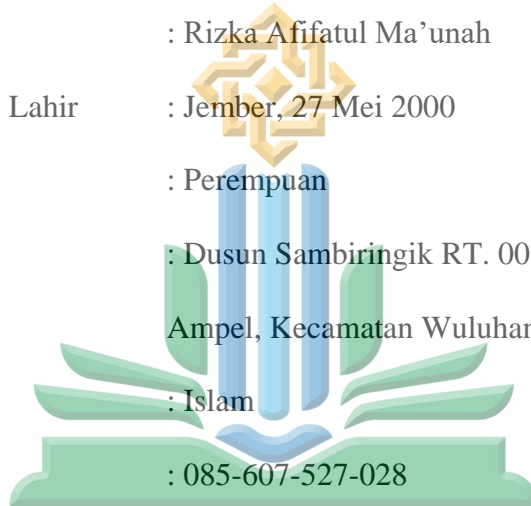 : Rizka Afifatul Ma’unah
Lahir : Jember, 27 Mei 2000
: Perempuan
: Dusun Sambiringik RT. 00
Ampel, Kecamatan Wuluhan
: Islam
: 085-607-527-028